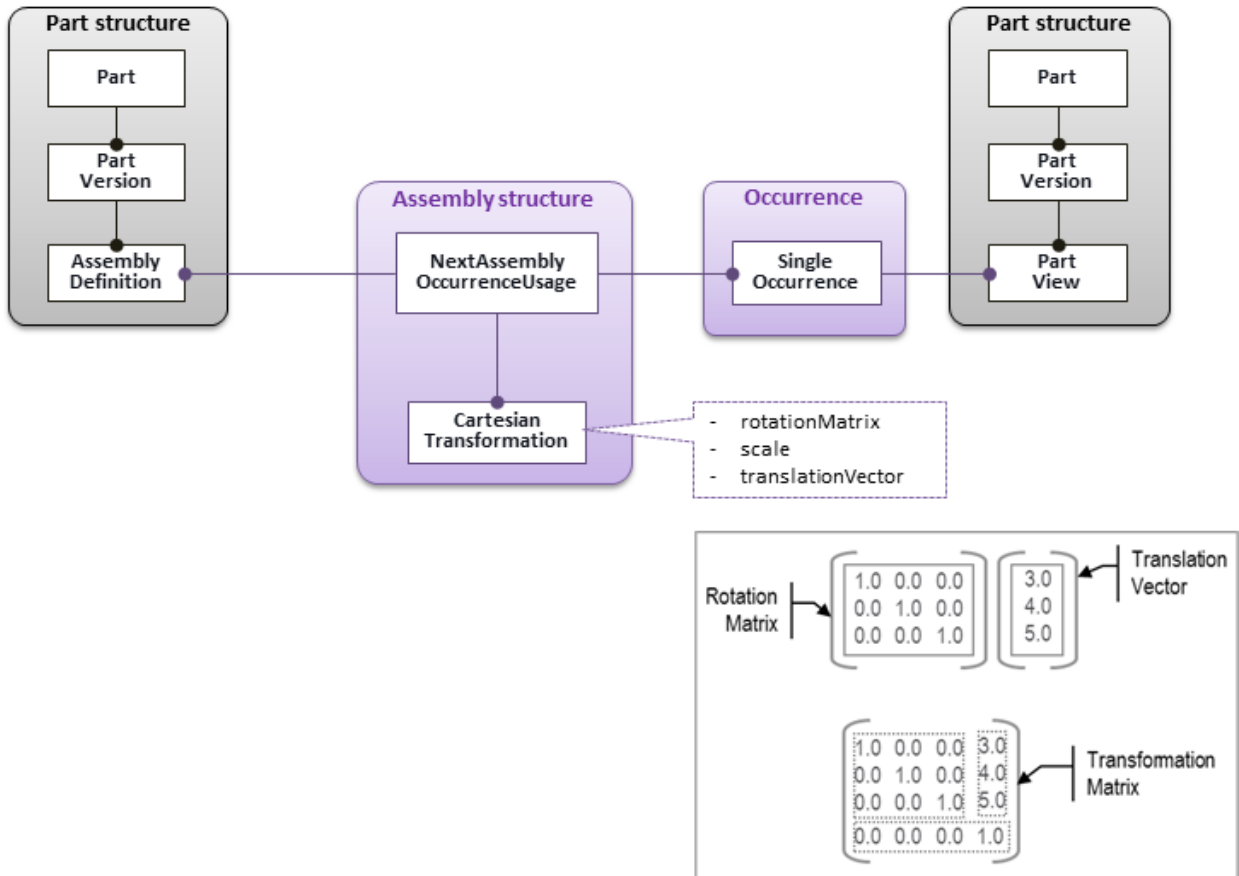 Part structure
Part
Part
Version
Assembly
Definition
Assembly structure
NextAssembly
OccurrenceUsage
Cartesian
Transformation
Occurrence
Single
Occurrence
Part structure
Part
Part
Version
Part
View
- rotationMatrix
- scale
- translationVector
Rotation
Matrix
1.0 0.0 0.0
0.0 1.0 0.0
0.0 0.0 1.0
3.0
4.0
5.0
Translation
Vector
1.0 0.0 0.0 3.0
0.0 1.0 0.0 4.0
0.0 0.0 1.0 5.0
0.0 0.0 0.0 1.0
Transformation
Matrix